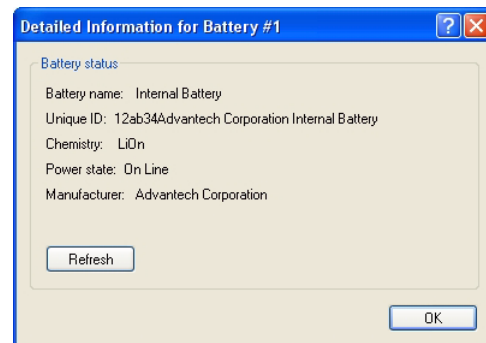 Detailed Information for Battery #1
Battery status
Battery name: Internal Battery
Unique ID: 12ab34Advantech Corporation Internal Battery
Chemistry: LiOn
Power state: On Line
Manufacturer: Advantech Corporation
Refresh
OK